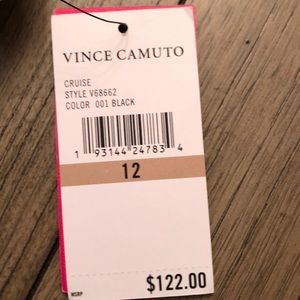 VINCE CAMUTO
CRUISE
STYLE V68662
COLOR 001 BLACK
1 93144 24783 4
12
MSRP
$122.00